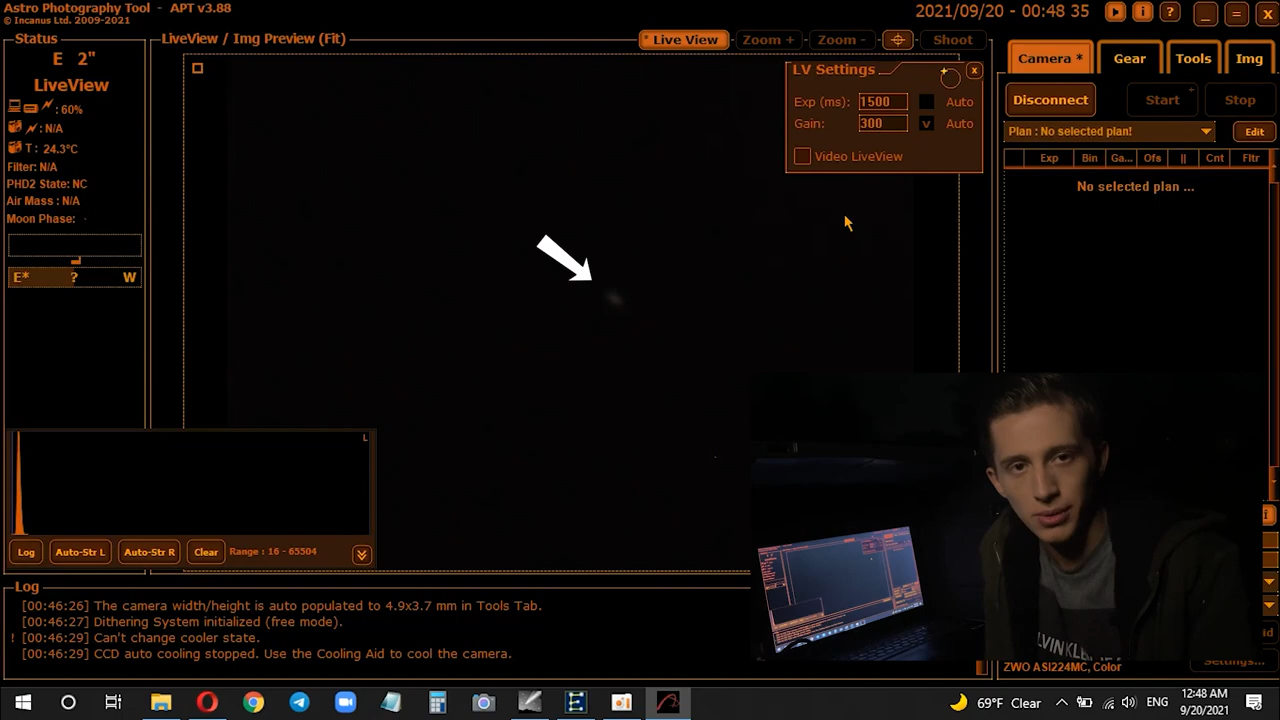 Astro Photography Tool - APT v3.88
© Incanus Ltd. 2009-2021
2021/09/20 - 00:48 35
Status
E 2"
LiveView
: 60%
: N/A
T : 24.3°C
Filter: N/A
PHD2 State: NC
Air Mass : N/A
Moon Phase:
E* ? W
LiveView / Img Preview (Fit)
* Live View
Zoom +
Zoom -
Shoot
LV Settings
Exp (ms): 1500 Auto
Gain: 300 v Auto
Video LiveView
Camera * Gear Tools Img
Disconnect Start + Stop
Plan : No selected plan! Edit
Exp Bin Ga... Ofs || Cnt Fltr
No selected plan ...
L
Log Auto-Str L Auto-Str R Clear Range : 16 - 65504
Log
[00:46:26] The camera width/height is auto populated to 4.9x3.7 mm in Tools Tab.
[00:46:27] Dithering System initialized (free mode).
! [00:46:29] Can't change cooler state.
[00:46:29] CCD auto cooling stopped. Use the Cooling Aid to cool the camera.
Settings...
ZWO ASI224MC, Color
69°F Clear
ENG
12:48 AM
9/20/2021